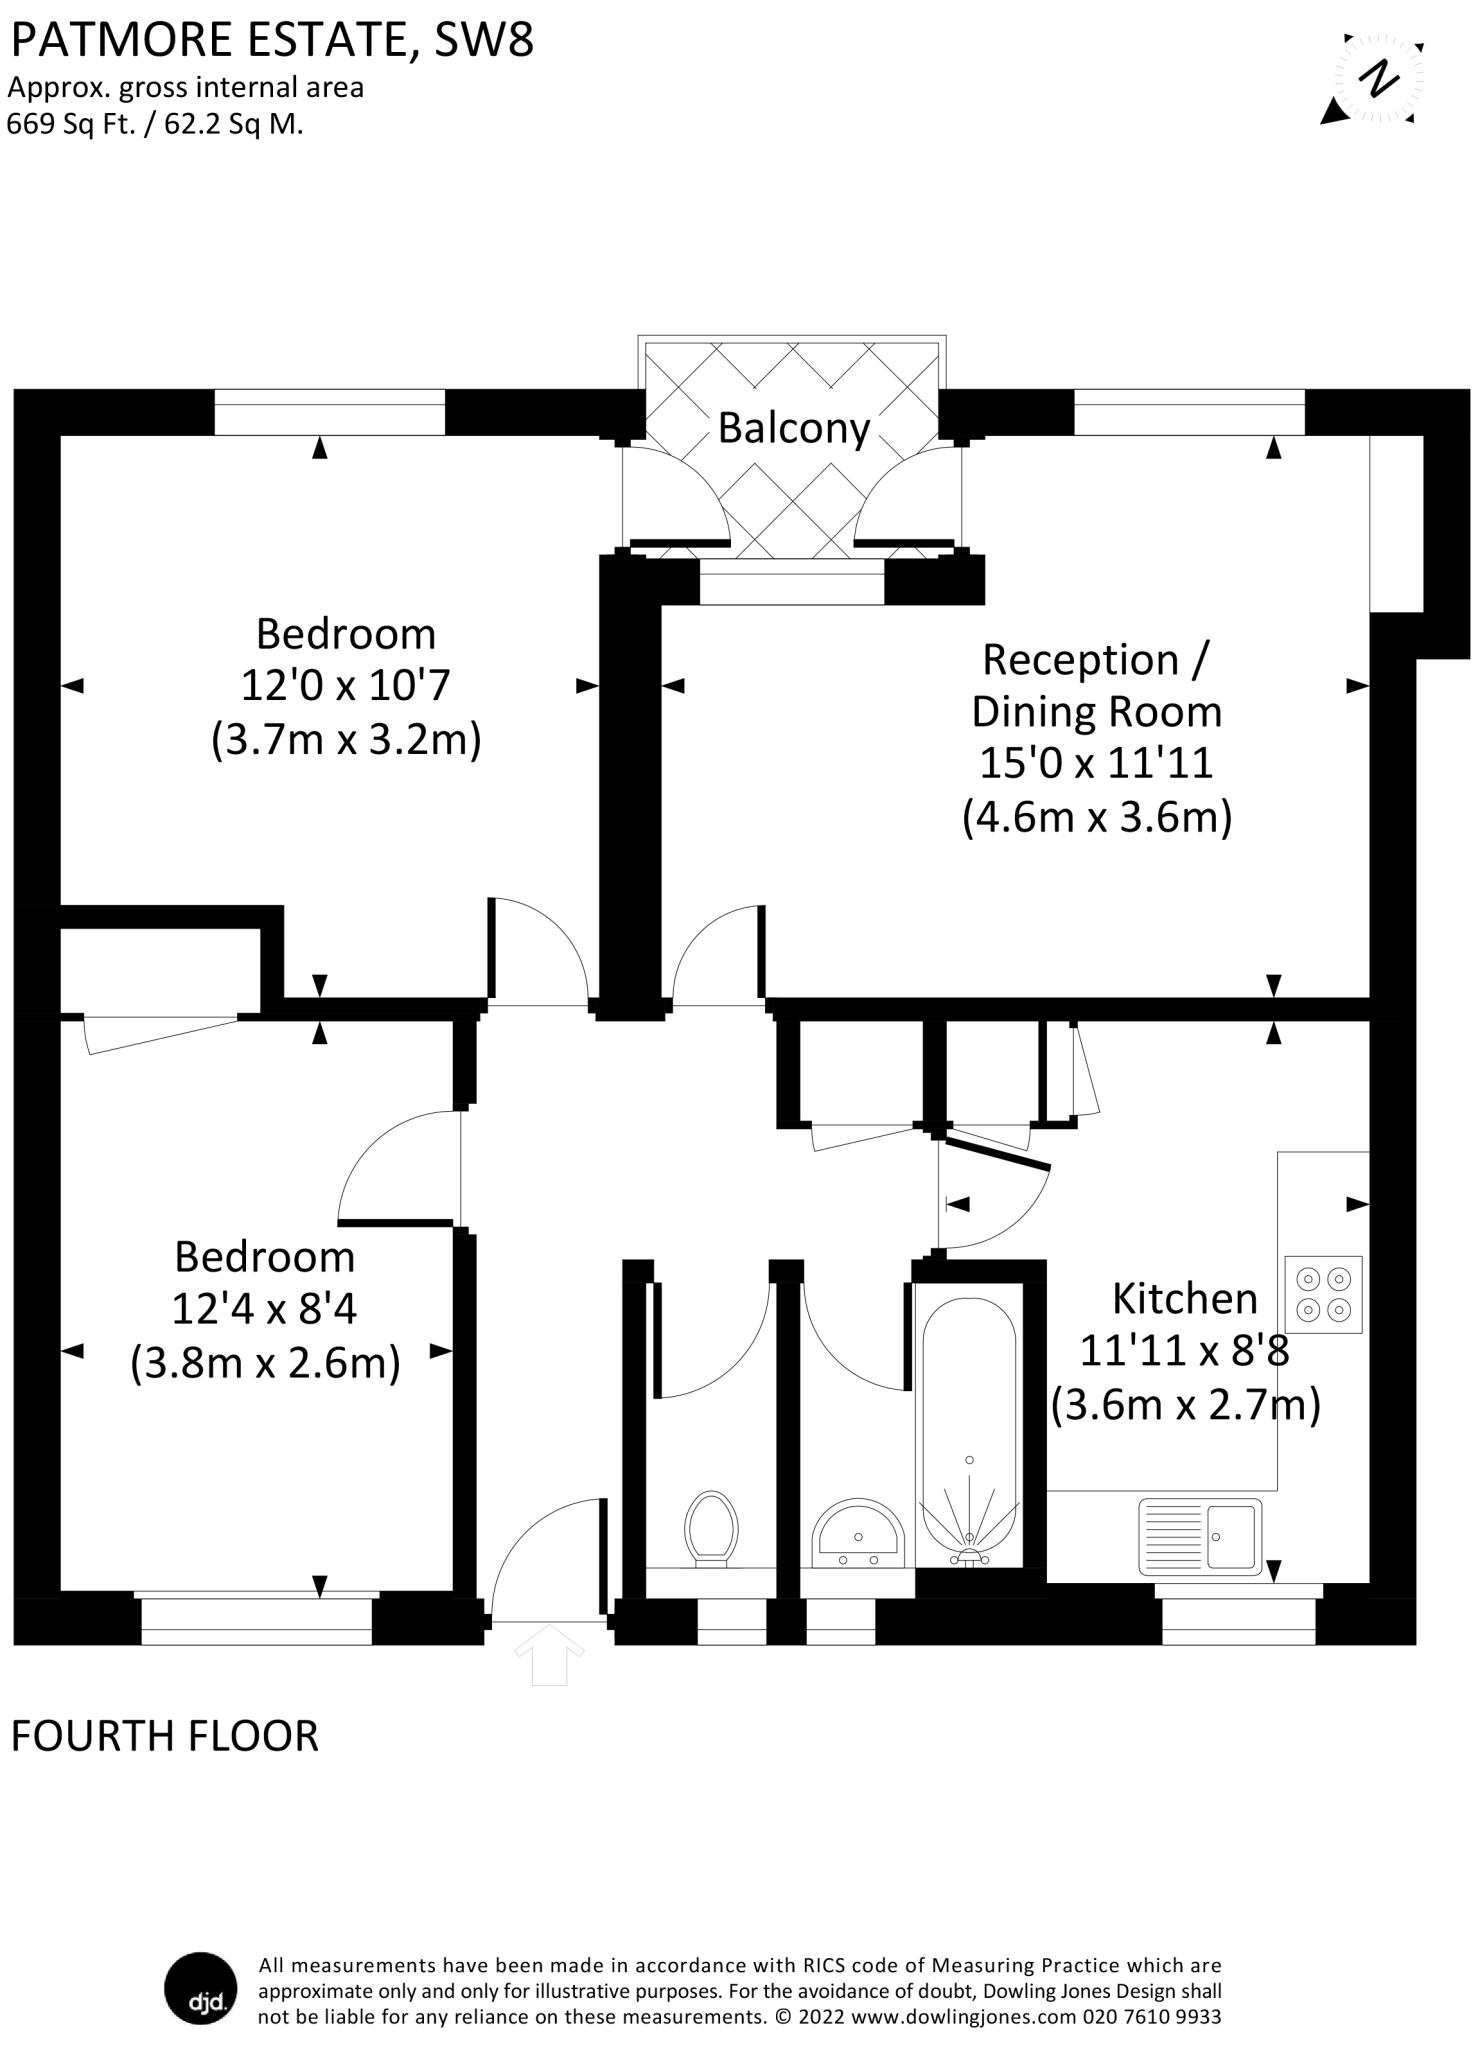 PATMORE ESTATE, SW8
Approx. gross internal area
669 Sq Ft. / 62.2 Sq M.
N
Balcony
Bedroom
12'0 x 10'7
(3.7m x 3.2m)
Reception /
Dining Room
15'0 x 11'11
(4.6m x 3.6m)
Bedroom
12'4 x 8'4
(3.8m x 2.6m)
Kitchen
11'11 x 8'8
(3.6m x 2.7m)
FOURTH FLOOR
djd.
All measurements have been made in accordance with RICS code of Measuring Practice which are
approximate only and only for illustrative purposes. For the avoidance of doubt, Dowling Jones Design shall
not be liable for any reliance on these measurements. © 2022 www.dowlingjones.com 020 7610 9933